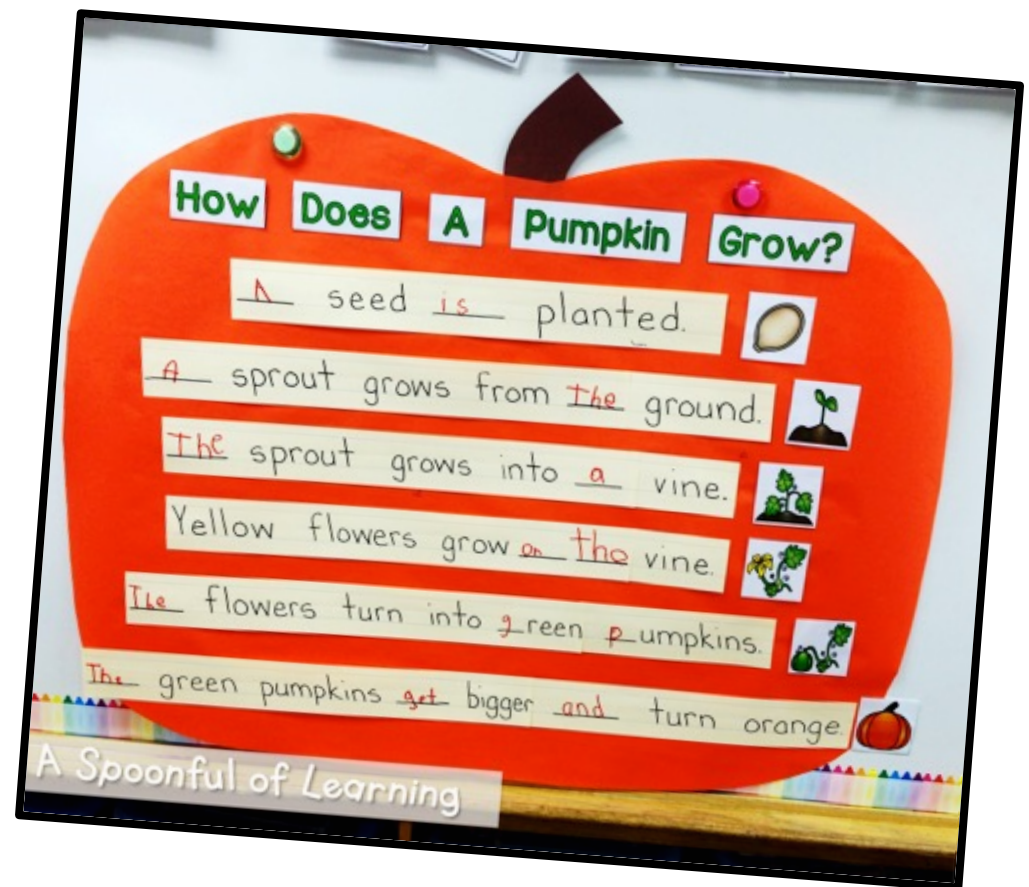 How Does A Pumpkin Grow?
A seed is planted.
A sprout grows from the ground.
The sprout grows into a vine.
Yellow flowers grow on the vine.
The flowers turn into green pumpkins.
The green pumpkins get bigger and turn orange.
A Spoonful of Learning